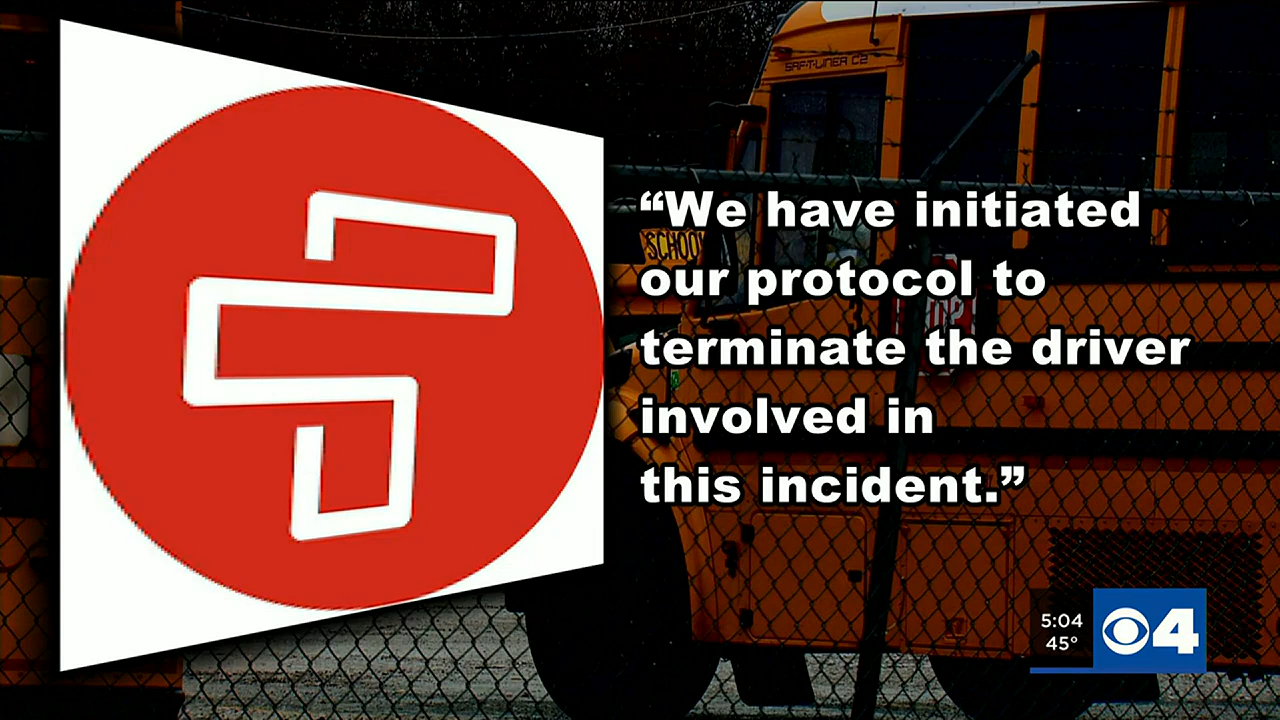 SAF-T-LINER C2
“We have initiated
our protocol to
terminate the driver
involved in
this incident.”
SCHOOL
5:04
45°
4